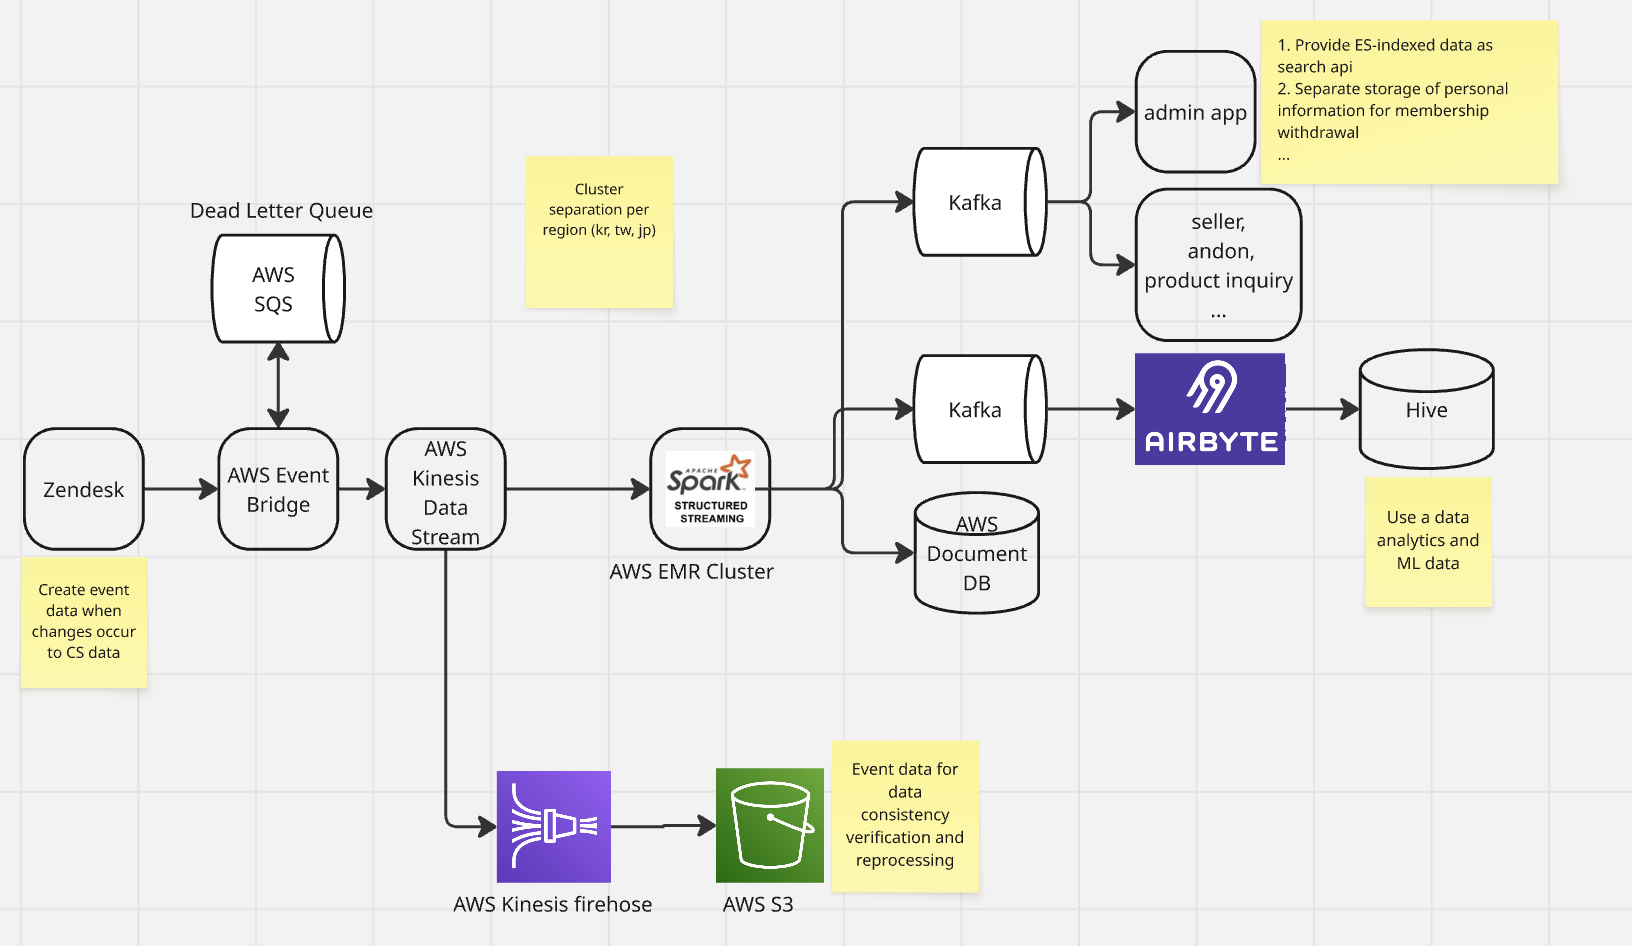 1. Provide ES-indexed data as
search api
2. Separate storage of personal
information for membership
withdrawal
...
admin app
Cluster
separation per
region (kr, tw, jp)
Kafka
Dead Letter Queue
seller,
andon,
product inquiry
...
AWS
SQS
Kafka
AIRBYTE
Hive
Zendesk
AWS Event
Bridge
AWS
Kinesis
Data
Stream
APACHE
Spark™
STRUCTURED
STREAMING
AWS EMR Cluster
AWS
Document
DB
Use a data
analytics and
ML data
Create event
data when
changes occur
to CS data
Event data for
data
consistency
verification and
reprocessing
AWS Kinesis firehose
AWS S3